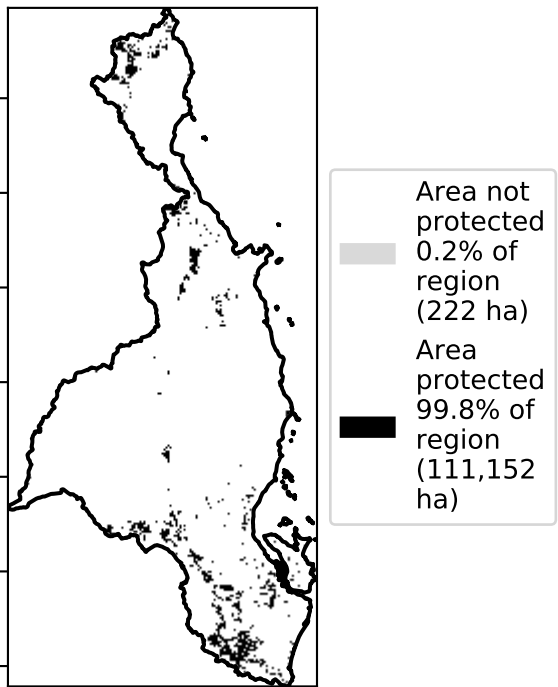 Area not
protected
0.2% of
region
(222 ha)
Area
protected
99.8% of
region
(111,152
ha)